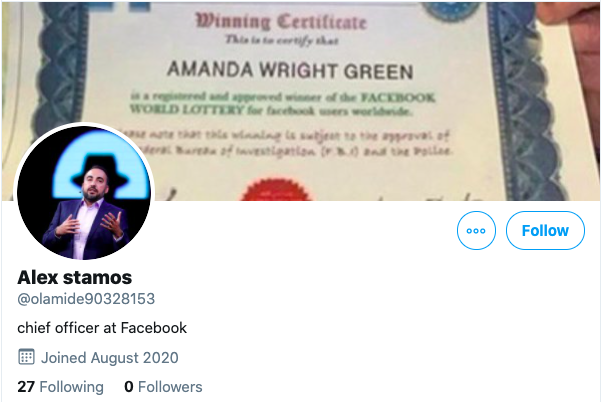 Winning Certificate
This is to certify that
AMANDA WRIGHT GREEN
is a registered and approved winner of the FACEBOOK
WORLD LOTTERY for facebook users worldwide.
note that this winning is subject to the approval of
Bureau of Investigation (F.B.I) and the Police.
Follow
Alex stamos
@olamide90328153
chief officer at Facebook
Joined August 2020
27 Following 0 Followers